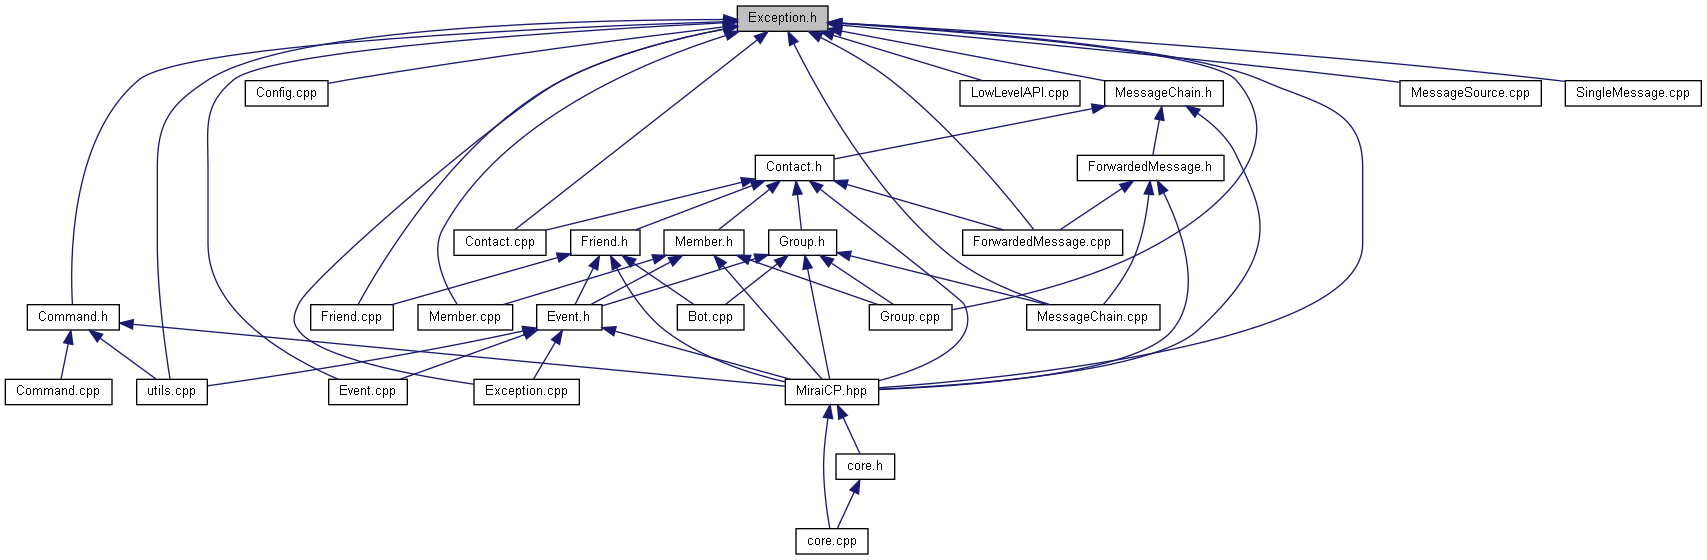 Exception.h
Config.cpp
LowLevelAPI.cpp
MessageChain.h
MessageSource.cpp
SingleMessage.cpp
Contact.h
ForwardedMessage.h
Contact.cpp
Friend.h
Member.h
Group.h
ForwardedMessage.cpp
Command.h
Friend.cpp
Member.cpp
Event.h
Bot.cpp
Group.cpp
MessageChain.cpp
Command.cpp
utils.cpp
Event.cpp
Exception.cpp
MiraiCP.hpp
core.h
core.cpp